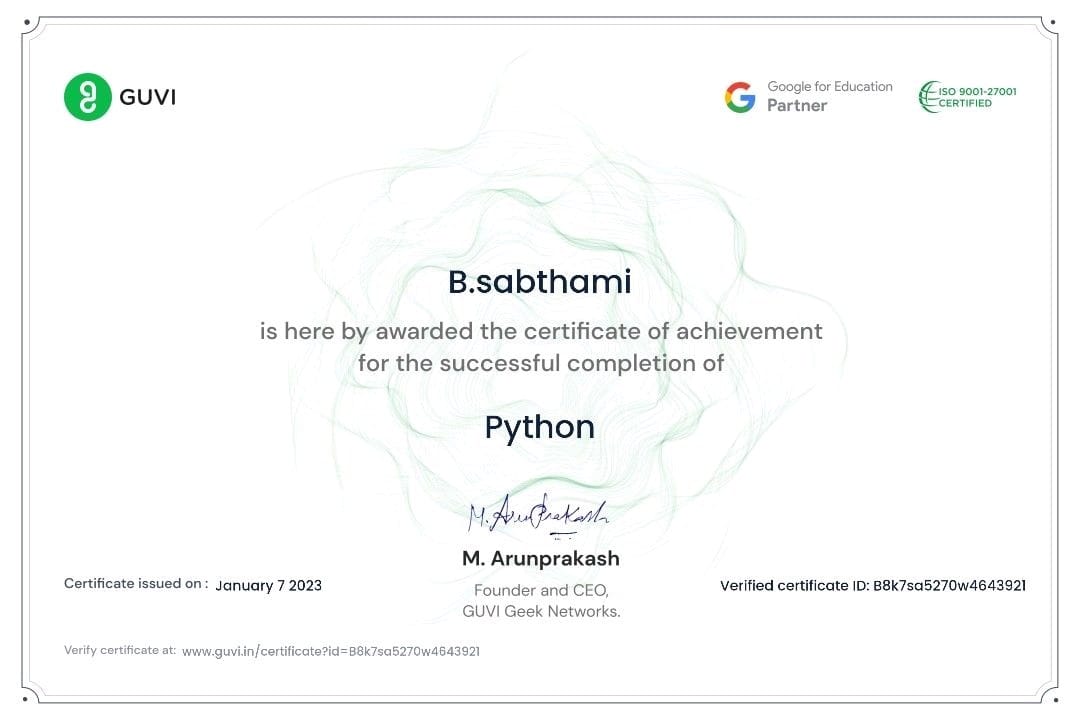 GUVI
Google for Education
Partner
ISO 9001-27001
CERTIFIED
B.sabthami
is here by awarded the certificate of achievement
for the successful completion of
Python
M. ArunPrakash
M. Arunprakash
Founder and CEO,
GUVI Geek Networks.
Certificate issued on : January 7 2023
Verified certificate ID: B8k7sa5270w4643921
Verify certificate at: www.guvi.in/certificate?id=B8k7sa5270w4643921